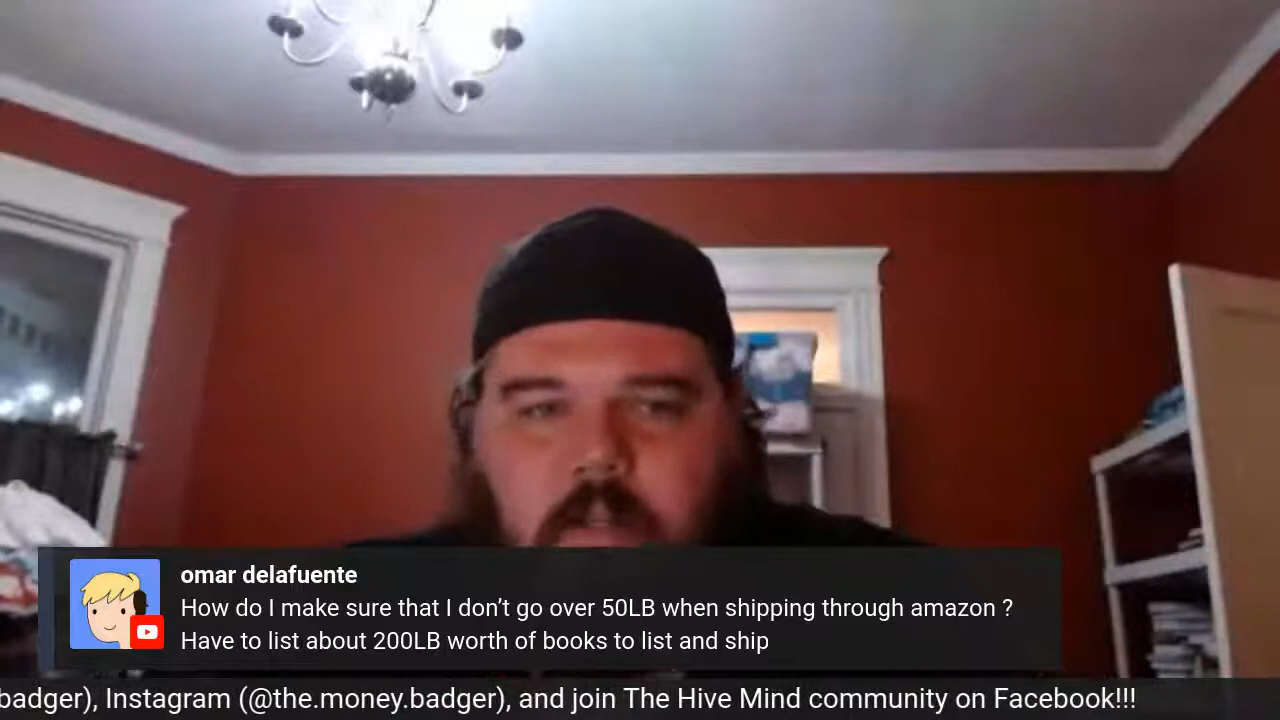 omar delafuente
How do I make sure that I don’t go over 50LB when shipping through amazon ?
Have to list about 200LB worth of books to list and ship
badger), Instagram (@the.money.badger), and join The Hive Mind community on Facebook!!!